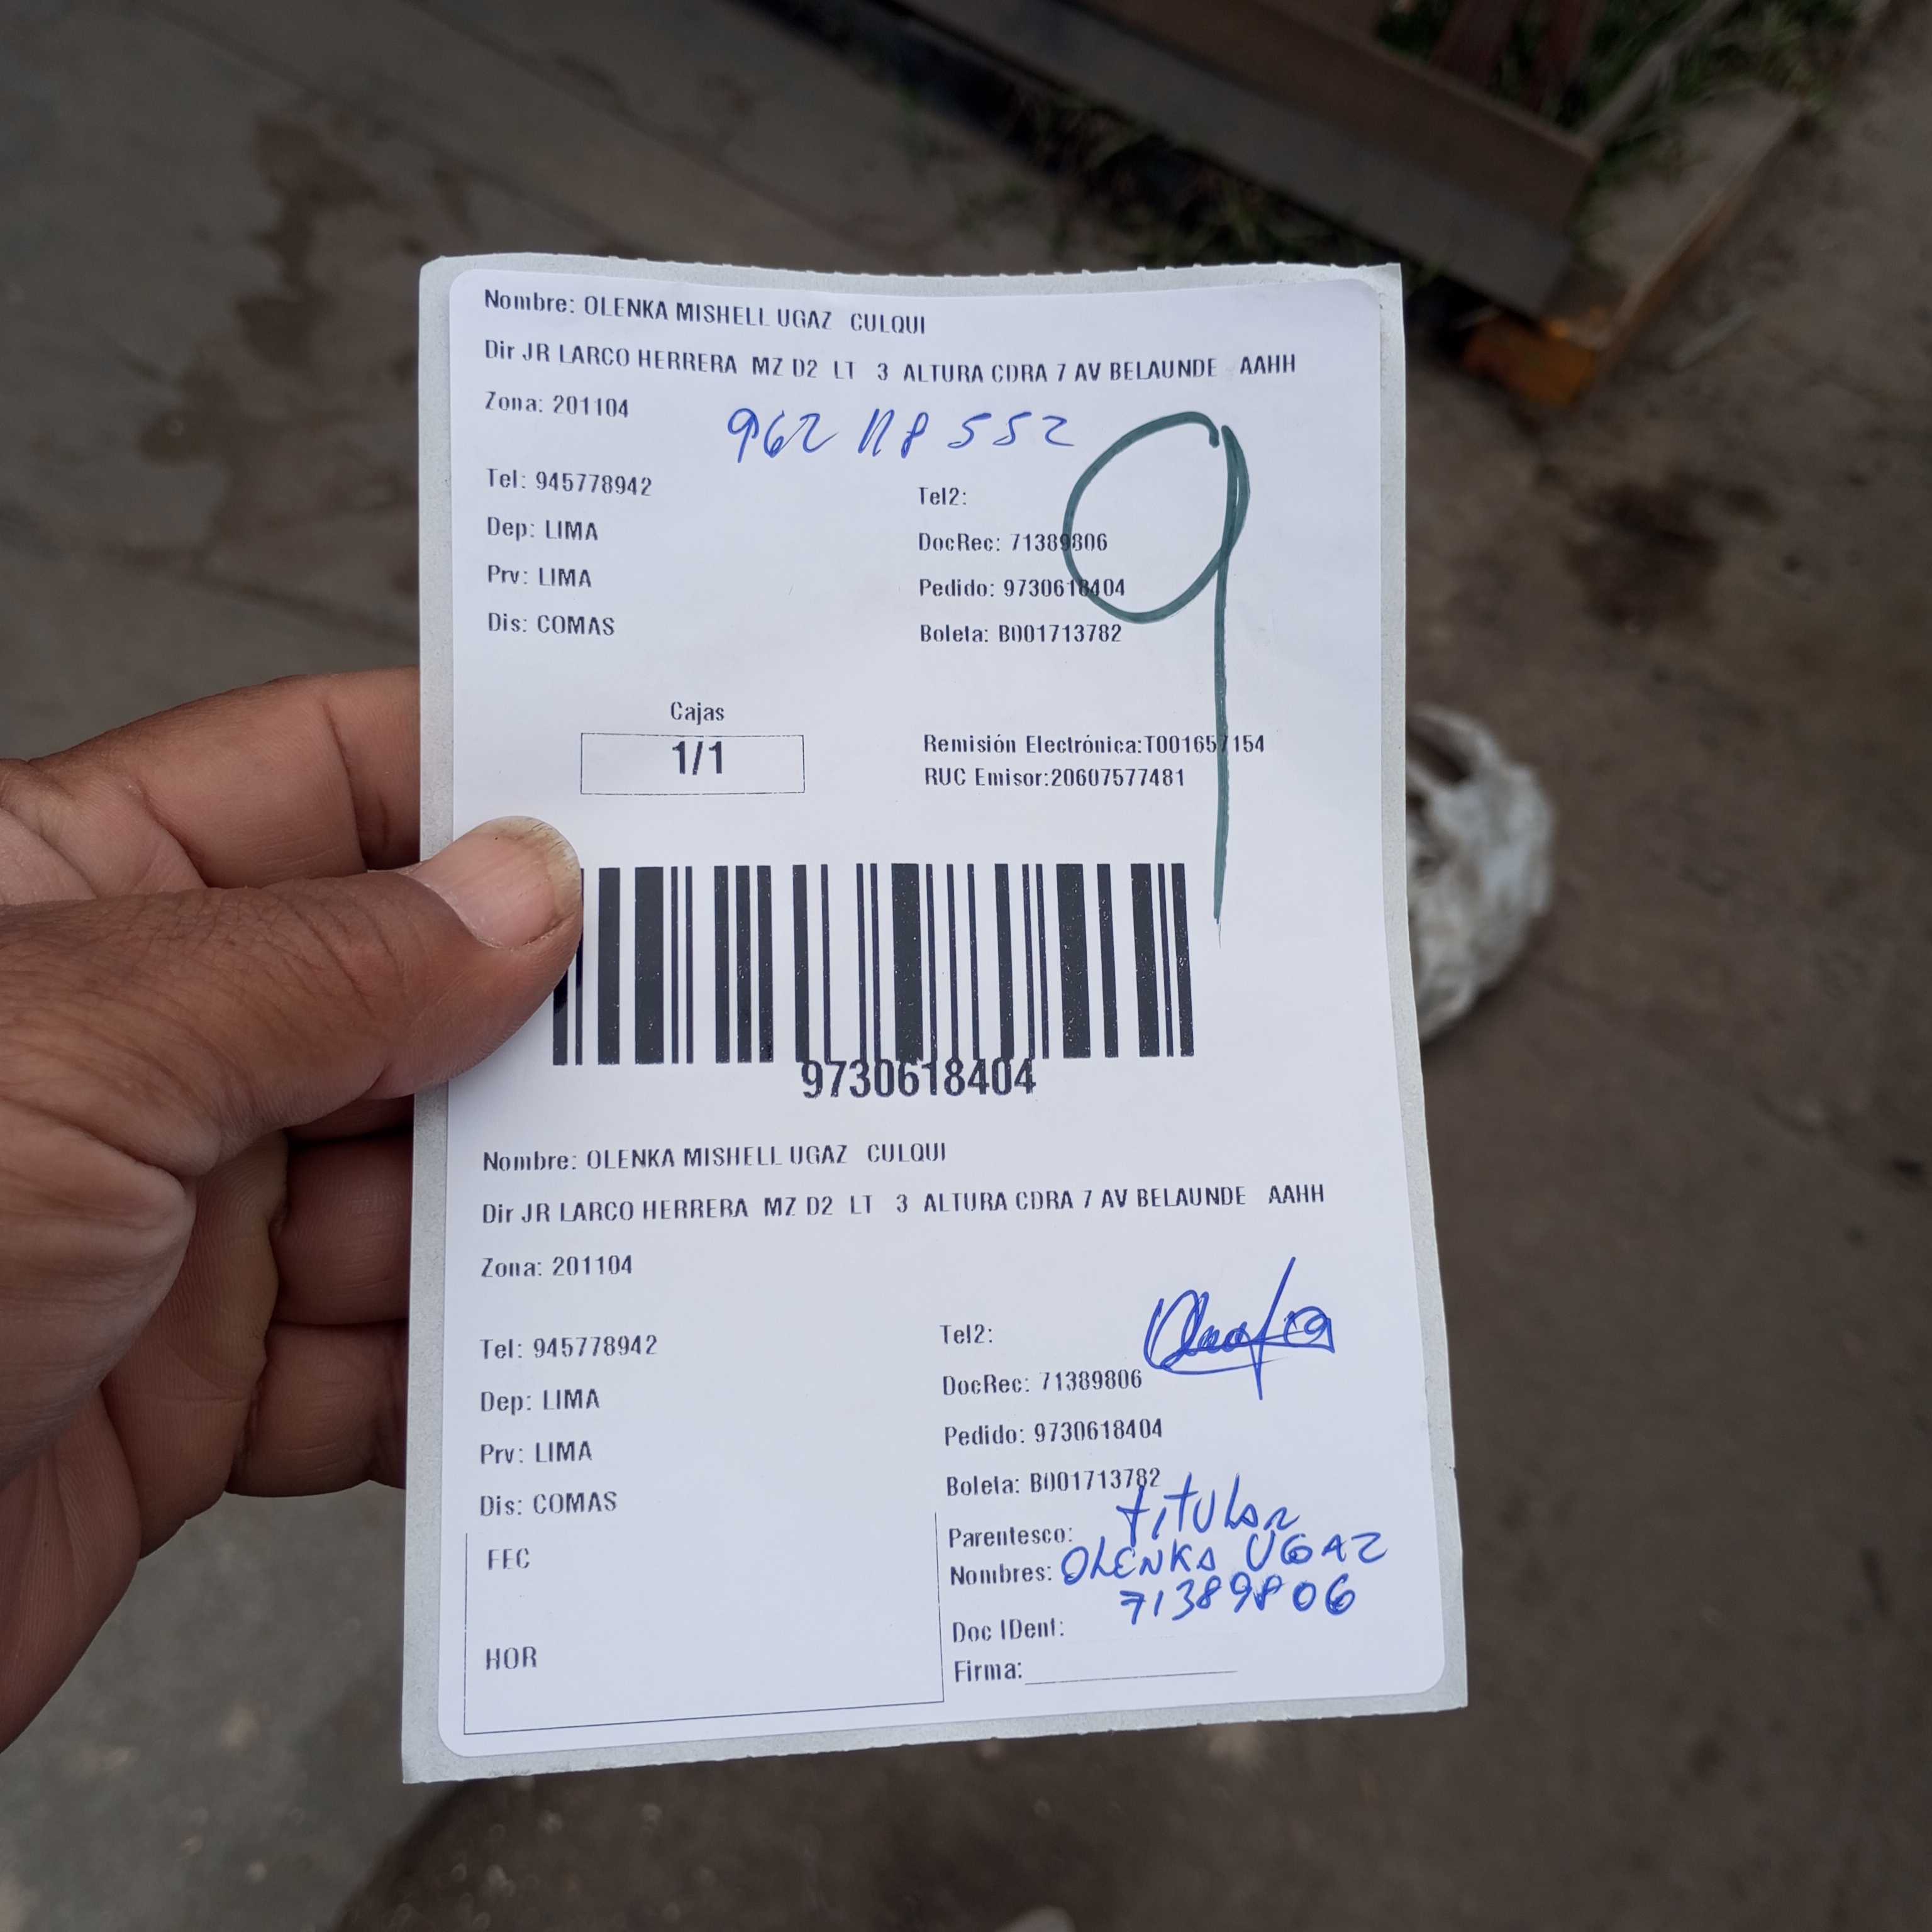 Nombre: OLENKA MISHELL UGAZ CULQUI
Dir JR LARCO HERRERA MZ D2 LT 3 ALTURA CDRA 7 AV BELAUNDE AAHH
Zona: 201104
962 118 552
9
Tel: 945778942
Tel2:
Dep: LIMA
DocRec: 71389806
Prv: LIMA
Pedido: 9730618404
Dis: COMAS
Boleta: B001713782
Cajas
1/1
Remisión Electrónica:T001657154
RUC Emisor:20607577481
9730618404
Nombre: OLENKA MISHELL UGAZ CULQUI
Dir JR LARCO HERRERA MZ D2 LT 3 ALTURA CDRA 7 AV BELAUNDE AAHH
Zona: 201104
Tel: 945778942
Tel2:
Dep: LIMA
DocRec: 71389806
Prv: LIMA
Pedido: 9730618404
Dis: COMAS
Boleta: B001713782
FEC
Parentesco: TITULAR
Nombres: OLENKA UGAZ
71389806
Doc IDent:
HOR
Firma: